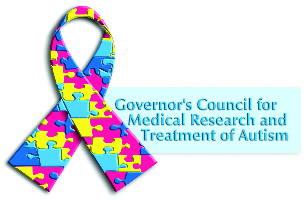 Governor's Council for
Medical Research and
Treatment of Autism